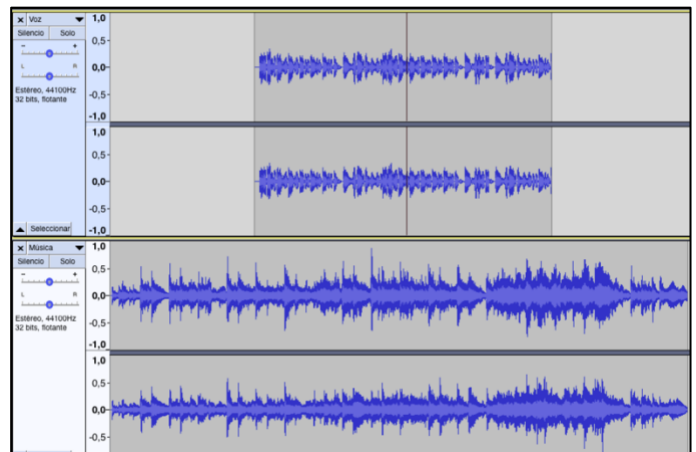 × Voz ▼
Silencio Solo
- +
L R
Estéreo, 44100Hz
32 bits, flotante
▲ Seleccionar
1,0
0,5
0,0
-0,5
-1,0
1,0
0,5
0,0
-0,5
-1,0
× Música ▼
Silencio Solo
- +
L R
Estéreo, 44100Hz
32 bits, flotante
1,0
0,5
0,0
-0,5
-1,0
1,0
0,5
0,0
-0,5